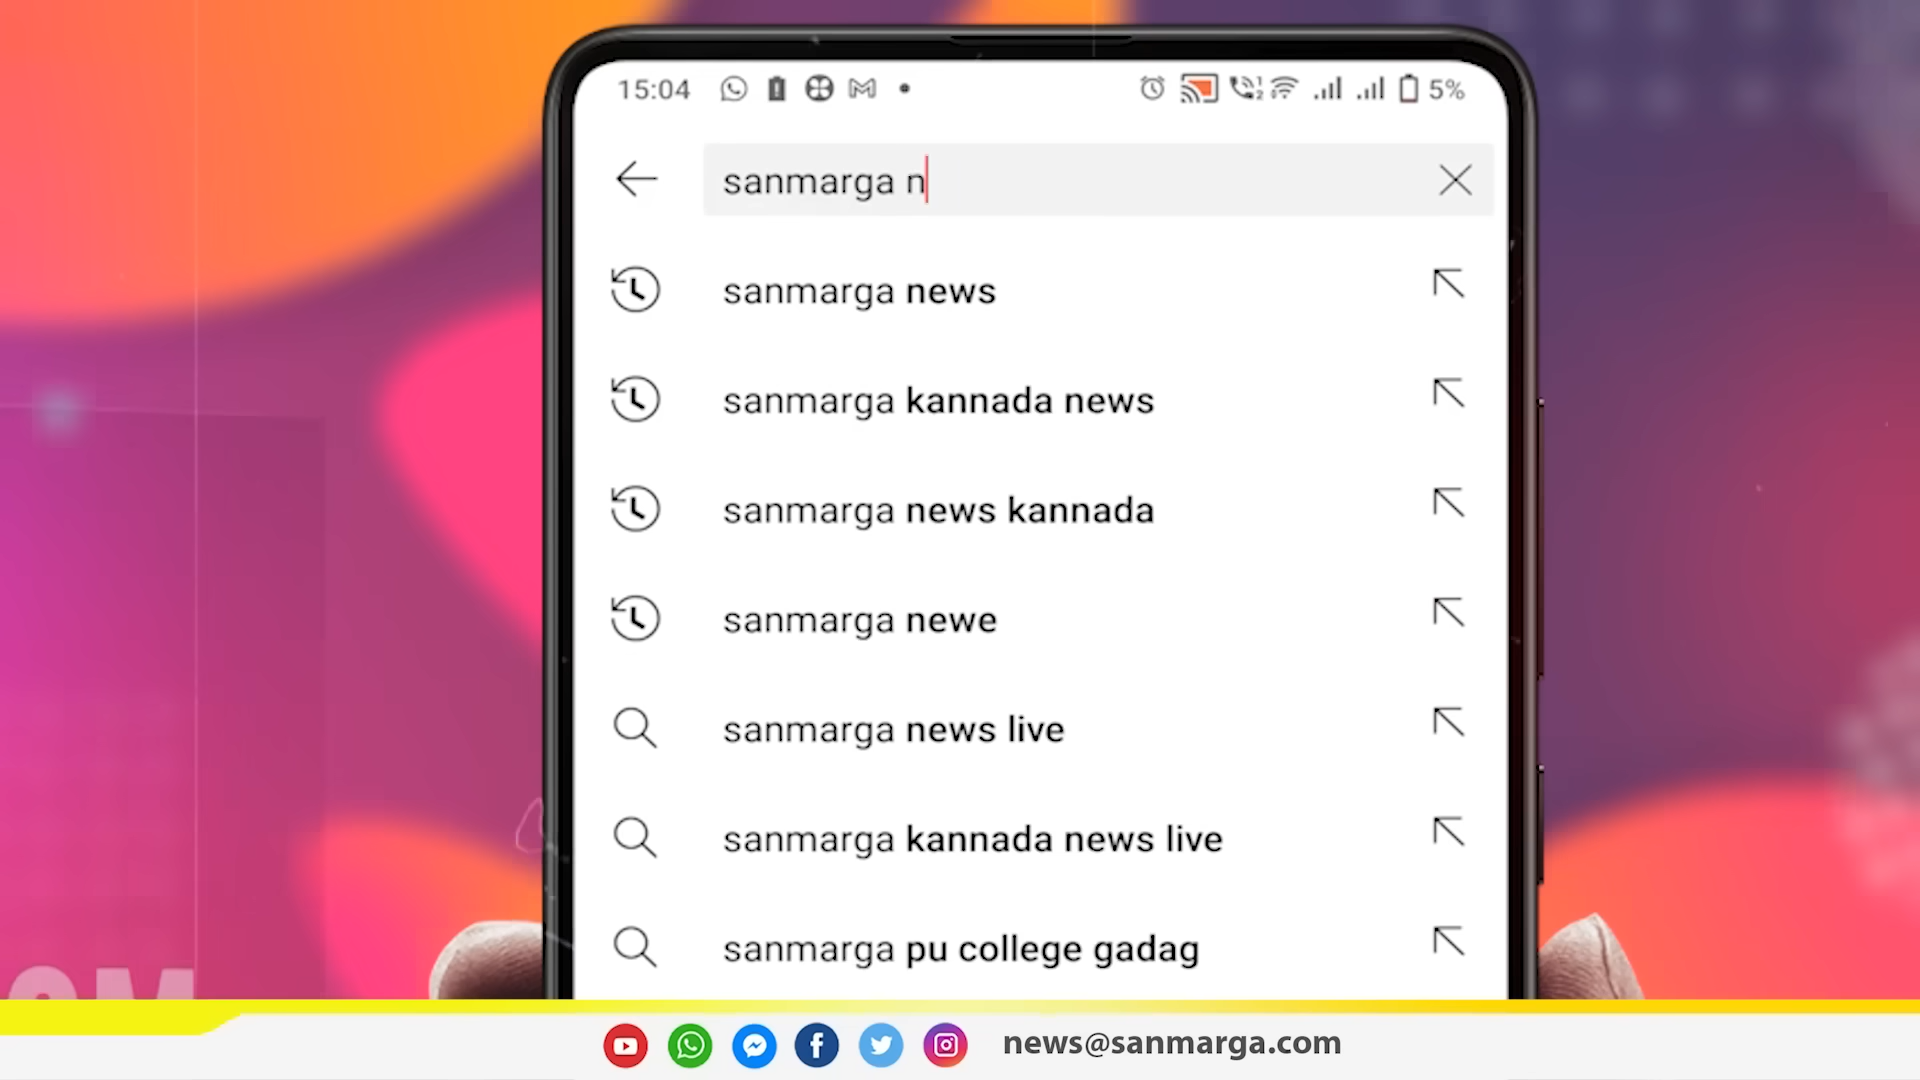 15:04
5%
sanmarga n
sanmarga news
sanmarga kannada news
sanmarga news kannada
sanmarga newe
sanmarga news live
sanmarga kannada news live
sanmarga pu college gadag
news@sanmarga.com